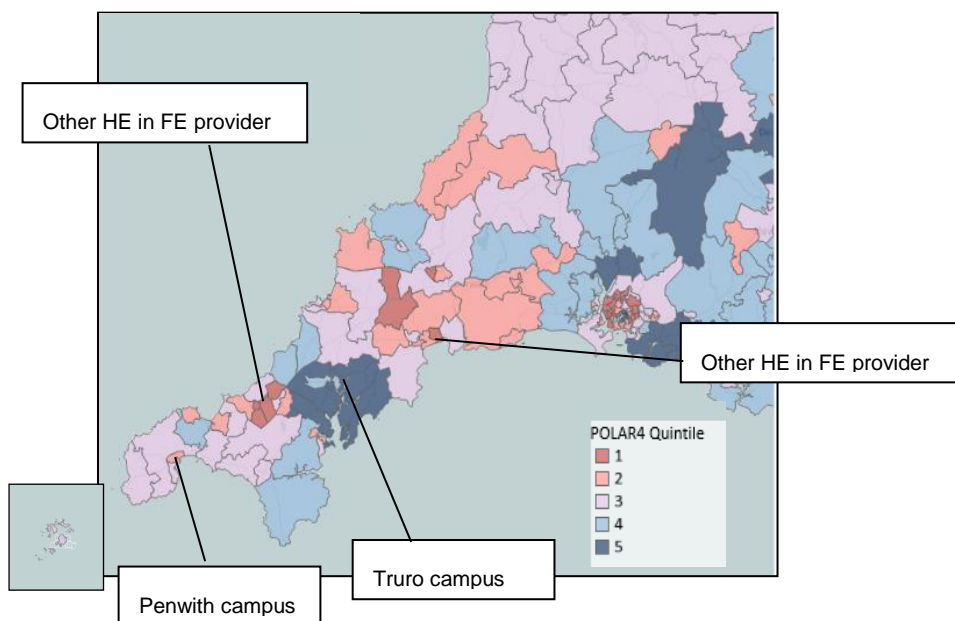 Other HE in FE provider
Other HE in FE provider
POLAR4 Quintile
1
2
3
4
5
Truro campus
Penwith campus